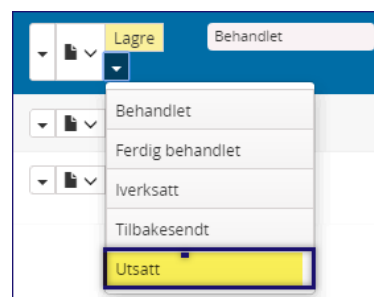 Lagre Behandlet
Behandlet
Ferdig behandlet
Iverksatt
Tilbakesendt
Utsatt